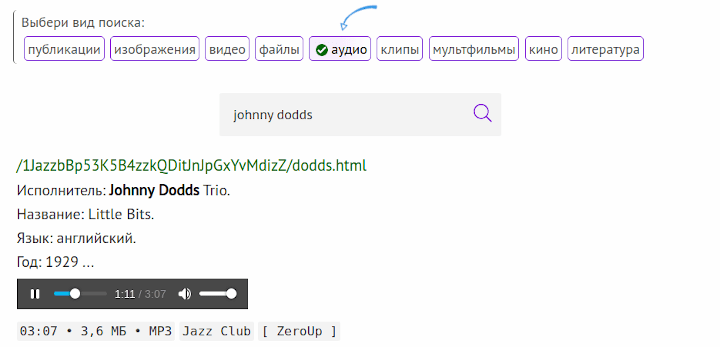 Выбери вид поиска:
публикации изображения видео файлы аудио клипы мультфильмы кино литература
johnny dodds
/1JazzbBp53K5B4zzkQDitJnJpGxYvMdizZ/dodds.html
Исполнитель: Johnny Dodds Trio.
Название: Little Bits.
Язык: английский.
Год: 1929 ...
1:11 / 3:07
03:07 • 3,6 МБ • MP3 Jazz Club [ ZeroUp ]